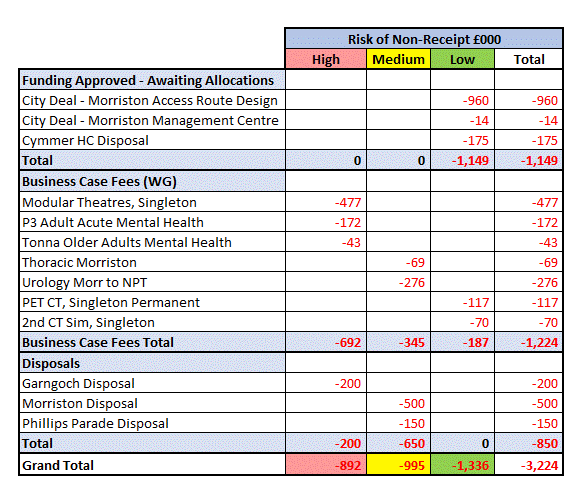 Risk of Non-Receipt £000
High Medium Low Total
Funding Approved - Awaiting Allocations
City Deal - Morriston Access Route Design -960 -960
City Deal - Morriston Management Centre -14 -14
Cymmer HC Disposal -175 -175
Total 0 0 -1,149 -1,149
Business Case Fees (WG)
Modular Theatres, Singleton -477 -477
P3 Adult Acute Mental Health -172 -172
Tonna Older Adults Mental Health -43 -43
Thoracic Morriston -69 -69
Urology Morr to NPT -276 -276
PET CT, Singleton Permanent -117 -117
2nd CT Sim, Singleton -70 -70
Business Case Fees Total -692 -345 -187 -1,224
Disposals
Garngoch Disposal -200 -200
Morriston Disposal -500 -500
Phillips Parade Disposal -150 -150
Total -200 -650 0 -850
Grand Total -892 -995 -1,336 -3,224